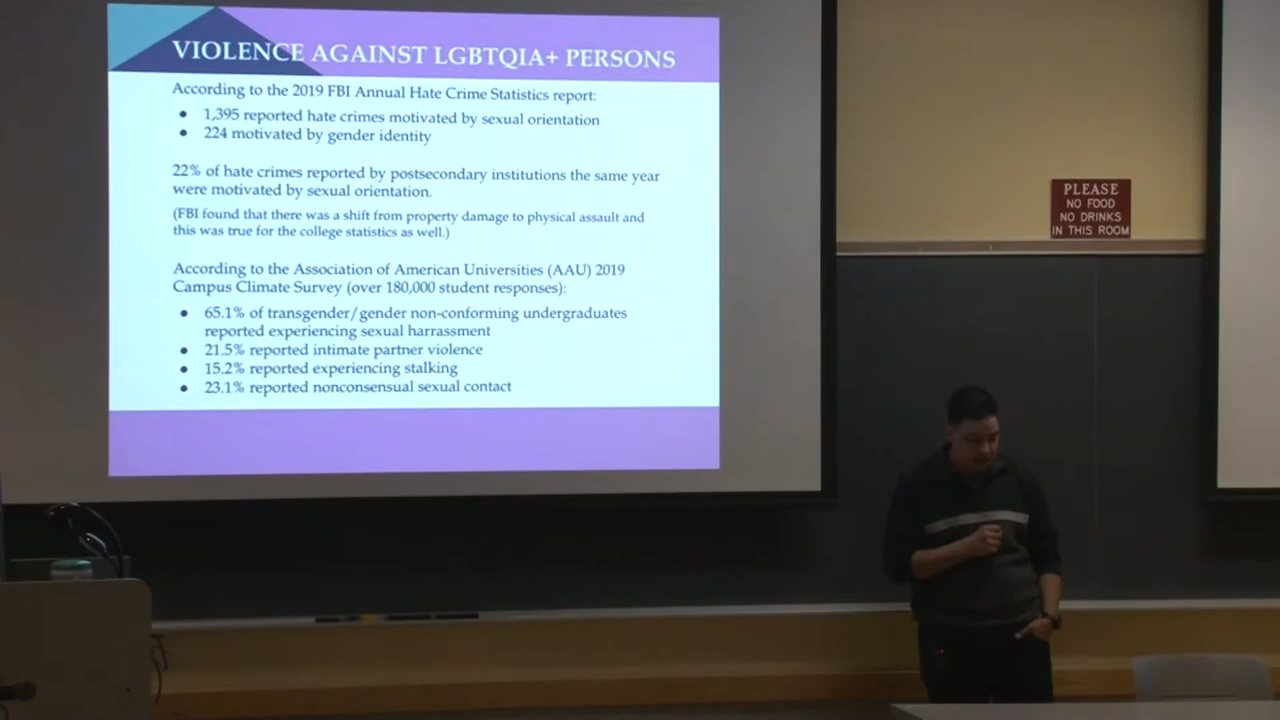 VIOLENCE AGAINST LGBTQIA+ PERSONS
According to the 2019 FBI Annual Hate Crime Statistics report:
● 1,395 reported hate crimes motivated by sexual orientation
● 224 motivated by gender identity
22% of hate crimes reported by postsecondary institutions the same year
were motivated by sexual orientation.
(FBI found that there was a shift from property damage to physical assault and
this was true for the college statistics as well.)
According to the Association of American Universities (AAU) 2019
Campus Climate Survey (over 180,000 student responses):
● 65.1% of transgender/gender non-conforming undergraduates
reported experiencing sexual harrassment
● 21.5% reported intimate partner violence
● 15.2% reported experiencing stalking
● 23.1% reported nonconsensual sexual contact
PLEASE
NO FOOD
NO DRINKS
IN THIS ROOM